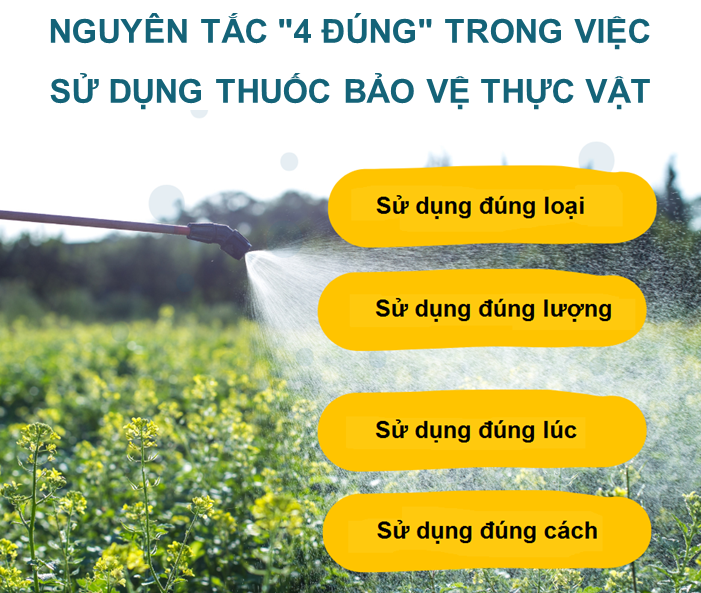 NGUYÊN TẮC "4 ĐÚNG" TRONG VIỆC
SỬ DỤNG THUỐC BẢO VỆ THỰC VẬT
Sử dụng đúng loại
Sử dụng đúng lượng
Sử dụng đúng lúc
Sử dụng đúng cách